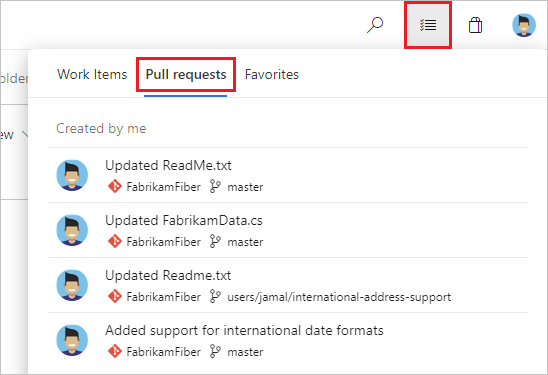 Work Items Pull requests Favorites
older
ew
Created by me
Updated ReadMe.txt
FabrikamFiber master
Updated FabrikamData.cs
FabrikamFiber master
Updated Readme.txt
FabrikamFiber users/jamal/international-address-support
Added support for international date formats
FabrikamFiber master